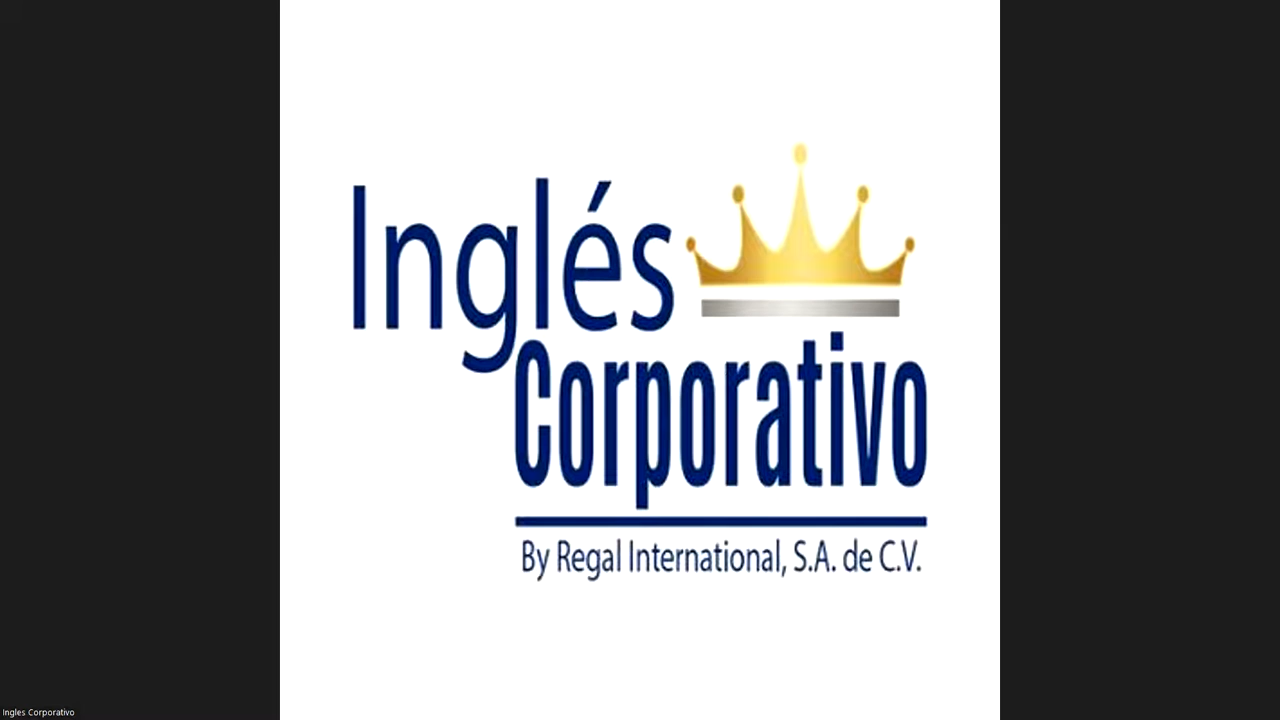 Inglés
Corporativo
By Regal International, S.A. de C.V.
Ingles Corporativo